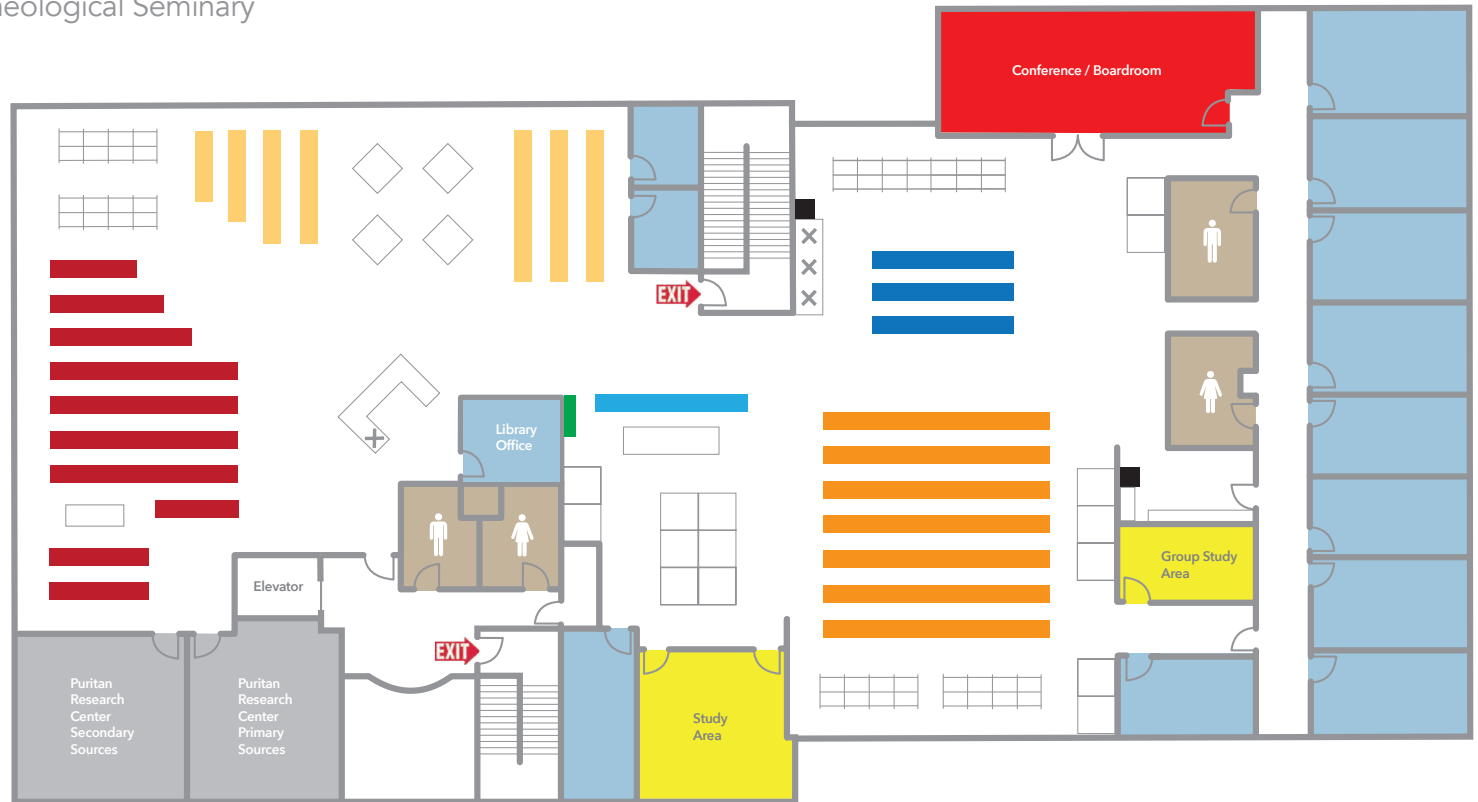 Seminary
Conference / Boardroom
EXIT
Library
Office
Elevator
Group Study
Area
EXIT
Puritan
Research
Center
Secondary
Sources
Puritan
Research
Center
Primary
Sources
Study
Area